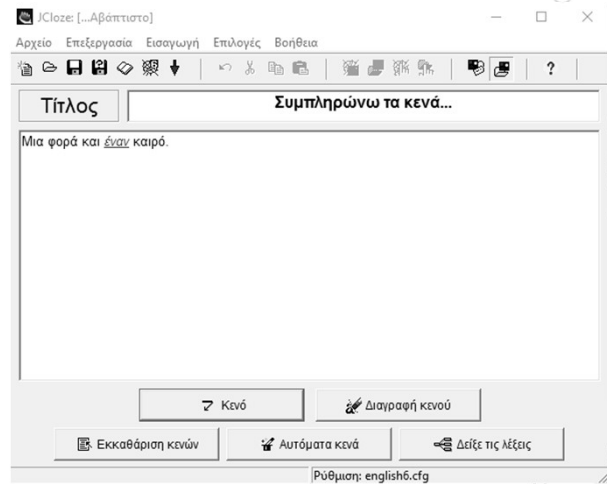 JCloze: [...Αβάπτιστο]
Αρχείο Επεξεργασία Εισαγωγή Επιλογές Βοήθεια
?
Τίτλος Συμπληρώνω τα κενά...
Μια φορά και έναν καιρό.
Κενό Διαγραφή κενού
Εκκαθάριση κενών Αυτόματα κενά Δείξε τις λέξεις
Ρύθμιση: english6.cfg